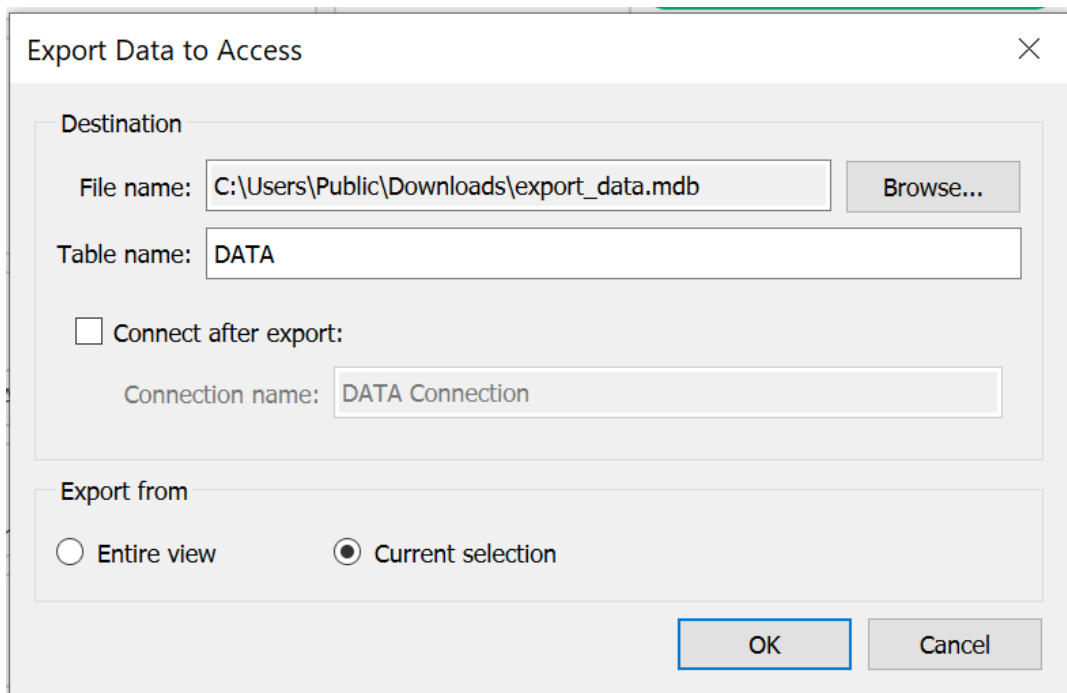 Export Data to Access
Destination
File name: C:\Users\Public\Downloads\export_data.mdb Browse...
Table name: DATA
Connect after export:
Connection name: DATA Connection
Export from
Entire view Current selection
OK Cancel